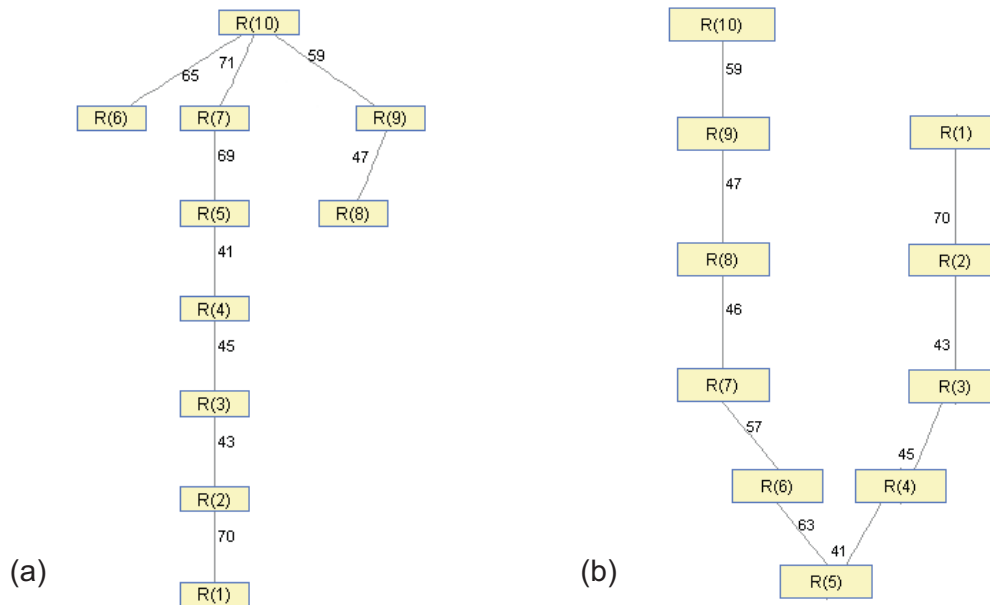 R(10)
65
71
59
R(6)
R(7)
R(9)
69
47
R(5)
R(8)
41
R(4)
45
R(3)
43
R(2)
70
R(1)
(a)
R(10)
59
R(9)
R(1)
47
70
R(8)
R(2)
46
43
R(7)
R(3)
57
45
R(6)
R(4)
63
41
R(5)
(b)